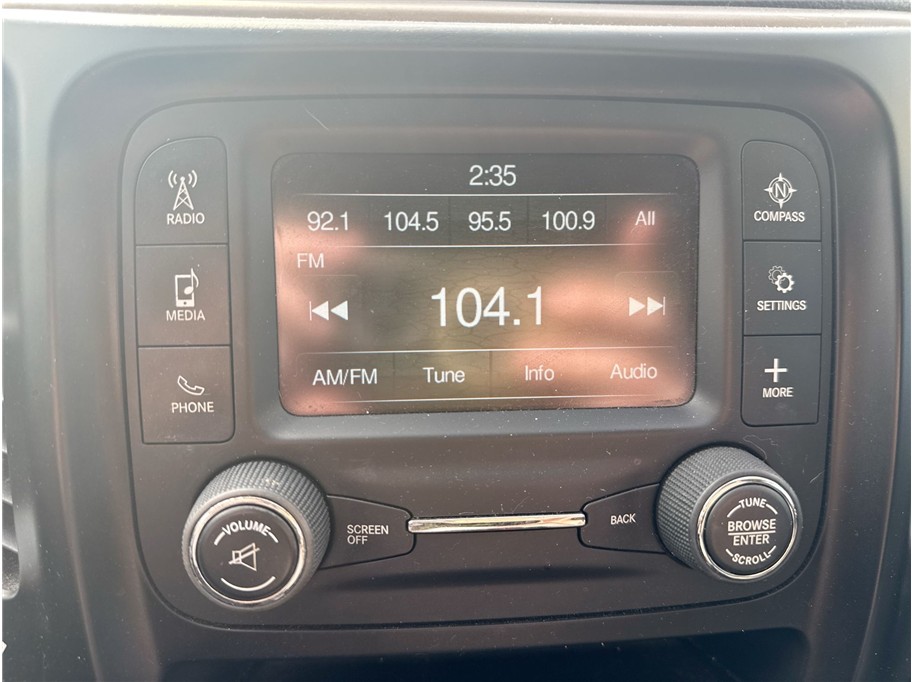 2:35
92.1 104.5 95.5 100.9 All
FM
104.1
AM/FM Tune Info Audio
RADIO
MEDIA
PHONE
N
COMPASS
SETTINGS
MORE
VOLUME
SCREEN
OFF
BACK
TUNE
BROWSE
ENTER
SCROLL